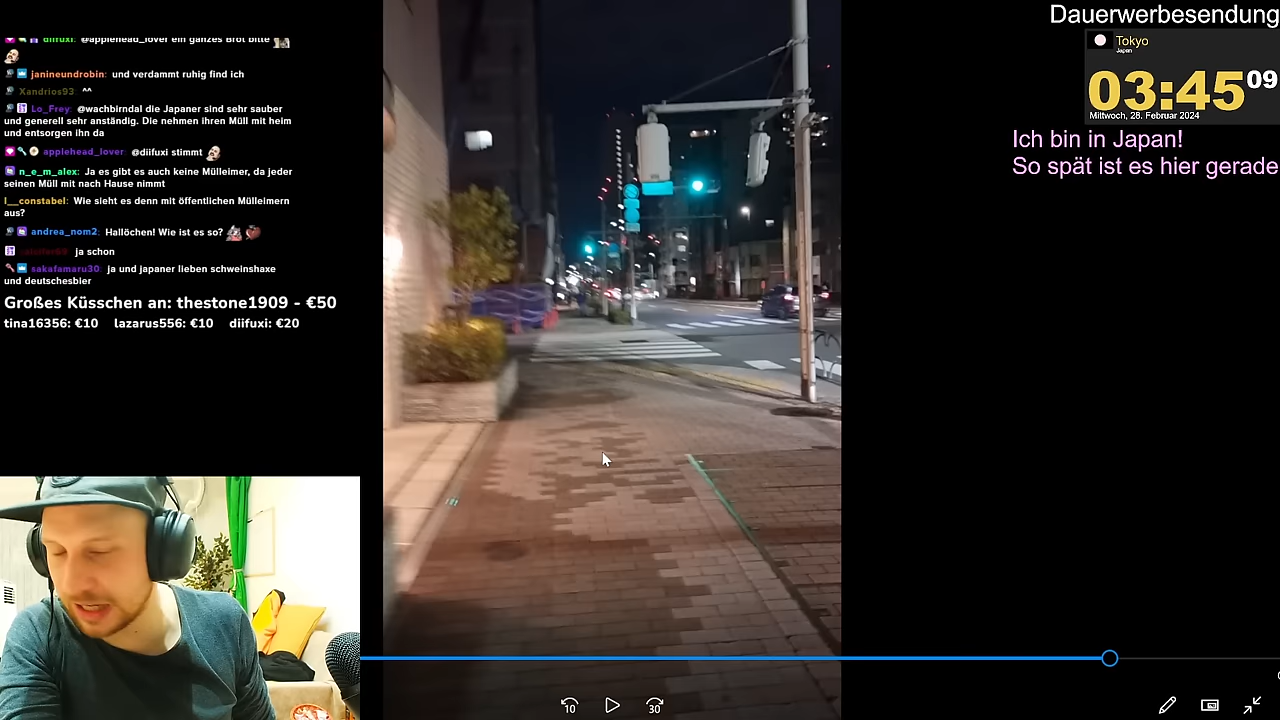 diifuxi: @applehead_lover ein ganzes Brot bitte
janineundrobin: und verdammt ruhig find ich
Xandrios93: ^^
Lo_Frey: @wachbirndal die Japaner sind sehr sauber
und generell sehr anständig. Die nehmen ihren Müll mit heim
und entsorgen ihn da
applehead_lover: @diifuxi stimmt
n_e_m_alex: Ja es gibt es auch keine Mülleimer, da jeder
seinen Müll mit nach Hause nimmt
l__constabel: Wie sieht es denn mit öffentlichen Mülleimern
aus?
andrea_nom2: Hallöchen! Wie ist es so?
ja schon
sakafamaru30: ja und japaner lieben schweinshaxe
und deutschesbier
Großes Küsschen an: thestone1909 - €50
tina16356: €10 lazarus556: €10 diifuxi: €20
Dauerwerbesendung
Tokyo
Japan
03:45 09
Mittwoch, 28. Februar 2024
Ich bin in Japan!
So spät ist es hier gerade
10
30